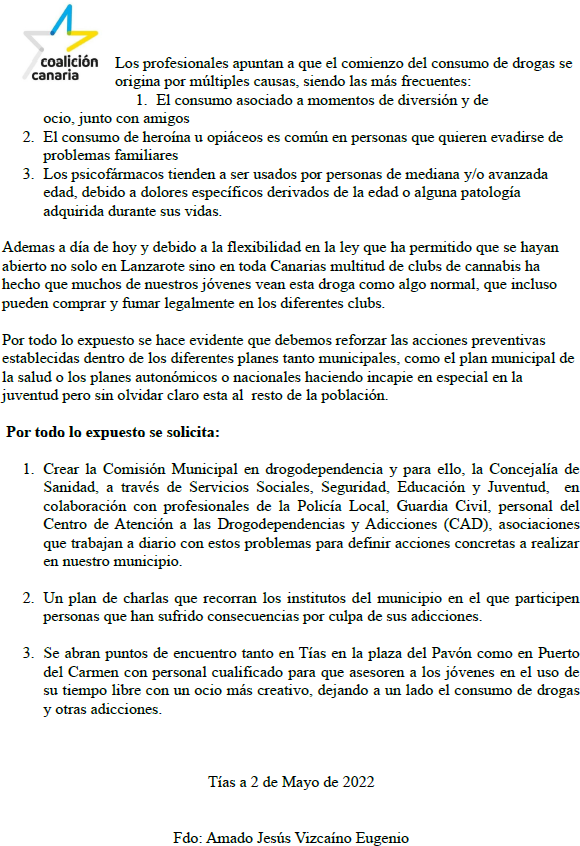 coalición
canaria
Los profesionales apuntan a que el comienzo del consumo de drogas se
origina por múltiples causas, siendo las más frecuentes:
1. El consumo asociado a momentos de diversión y de
ocio, junto con amigos
2. El consumo de heroína u opiáceos es común en personas que quieren evadirse de
problemas familiares
3. Los psicofármacos tienden a ser usados por personas de mediana y/o avanzada
edad, debido a dolores específicos derivados de la edad o alguna patología
adquirida durante sus vidas.
Ademas a día de hoy y debido a la flexibilidad en la ley que ha permitido que se hayan
abierto no solo en Lanzarote sino en toda Canarias multitud de clubs de cannabis ha
hecho que muchos de nuestros jóvenes vean esta droga como algo normal, que incluso
pueden comprar y fumar legalmente en los diferentes clubs.
Por todo lo expuesto se hace evidente que debemos reforzar las acciones preventivas
establecidas dentro de los diferentes planes tanto municipales, como el plan municipal de
la salud o los planes autonómicos o nacionales haciendo incapie en especial en la
juventud pero sin olvidar claro esta al resto de la población.
Por todo lo expuesto se solicita:
1. Crear la Comisión Municipal en drogodependencia y para ello, la Concejalía de
Sanidad, a través de Servicios Sociales, Seguridad, Educación y Juventud, en
colaboración con profesionales de la Policía Local, Guardia Civil, personal del
Centro de Atención a las Drogodependencias y Adicciones (CAD), asociaciones
que trabajan a diario con estos problemas para definir acciones concretas a realizar
en nuestro municipio.
2. Un plan de charlas que recorran los institutos del municipio en el que participen
personas que han sufrido consecuencias por culpa de sus adicciones.
3. Se abran puntos de encuentro tanto en Tías en la plaza del Pavón como en Puerto
del Carmen con personal cualificado para que asesoren a los jóvenes en el uso de
su tiempo libre con un ocio más creativo, dejando a un lado el consumo de drogas
y otras adicciones.
Tías a 2 de Mayo de 2022
Fdo: Amado Jesús Vizcaíno Eugenio